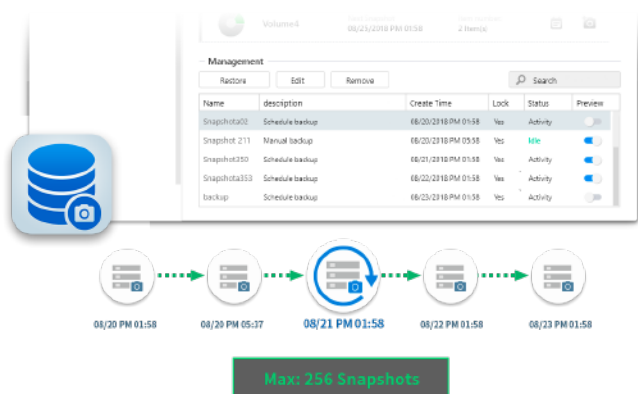 Volume4
08/25/2018 PM 01:58
2 Item(s)
Management
Restore Edit Remove Search
Name description Create Time Lock Status Preview
Snapshota02 Schedule backup 08/20/2018 PM 01:58 Yes Activity
Snapshot 211 Manual backup 08/20/2018 PM 05:58 Yes Idle
Snapshot350 Schedule backup 08/21/2018 PM 01:58 Yes Activity
Snapshota353 Schedule backup 08/22/2018 PM 01:58 Yes Activity
backup Schedule backup 08/23/2018 PM 01:58 Yes Activity
08/20 PM 01:58 08/20 PM 05:37 08/21 PM 01:58 08/22 PM 01:58 08/23 PM 01:58
Max: 256 Snapshots